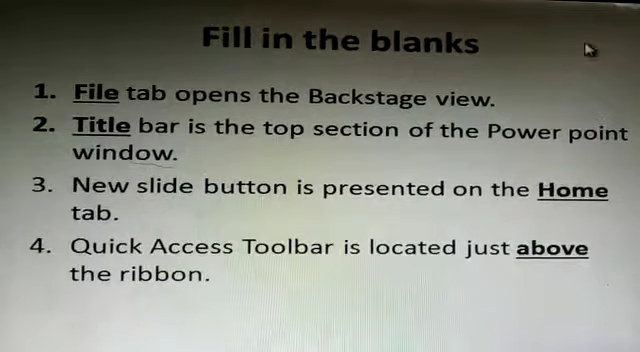 Fill in the blanks
1. File tab opens the Backstage view.
2. Title bar is the top section of the Power point
window.
3. New slide button is presented on the Home
tab.
4. Quick Access Toolbar is located just above
the ribbon.